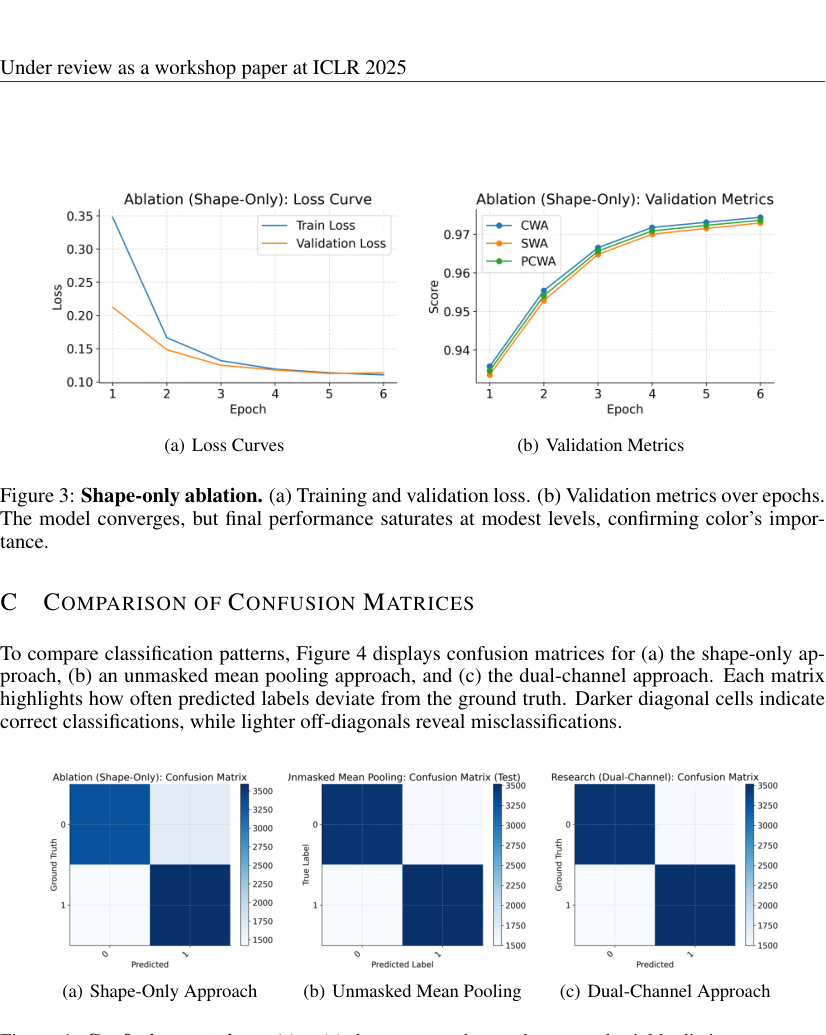 Under review as a workshop paper at ICLR 2025
Ablation (Shape-Only): Loss Curve
0.35
0.30
0.25
0.20
0.15
0.10
Loss
Train Loss
Validation Loss
1 2 3 4 5 6
Epoch
Ablation (Shape-Only): Validation Metrics
0.97
0.96
0.95
0.94
Score
CWA
SWA
PCWA
1 2 3 4 5 6
Epoch
(a) Loss Curves
(b) Validation Metrics
Figure 3: Shape-only ablation. (a) Training and validation loss. (b) Validation metrics over epochs.
The model converges, but final performance saturates at modest levels, confirming color's impor-
tance.
C COMPARISON OF CONFUSION MATRICES
To compare classification patterns, Figure 4 displays confusion matrices for (a) the shape-only ap-
proach, (b) an unmasked mean pooling approach, and (c) the dual-channel approach. Each matrix
highlights how often predicted labels deviate from the ground truth. Darker diagonal cells indicate
correct classifications, while lighter off-diagonals reveal misclassifications.
Ablation (Shape-Only): Confusion Matrix
Ground Truth
0
1
0 1
Predicted
3500
3250
3000
2750
2500
2250
2000
1750
1500
Jnmasked Mean Pooling: Confusion Matrix (Test)
True Label
0
1
0 1
Predicted Label
3500
3250
3000
2750
2500
2250
2000
1750
1500
Research (Dual-Channel): Confusion Matrix
Ground Truth
0
1
0 1
Predicted
3500
3250
3000
2750
2500
2250
2000
1750
1500
(a) Shape-Only Approach
(b) Unmasked Mean Pooling
(c) Dual-Channel Approach